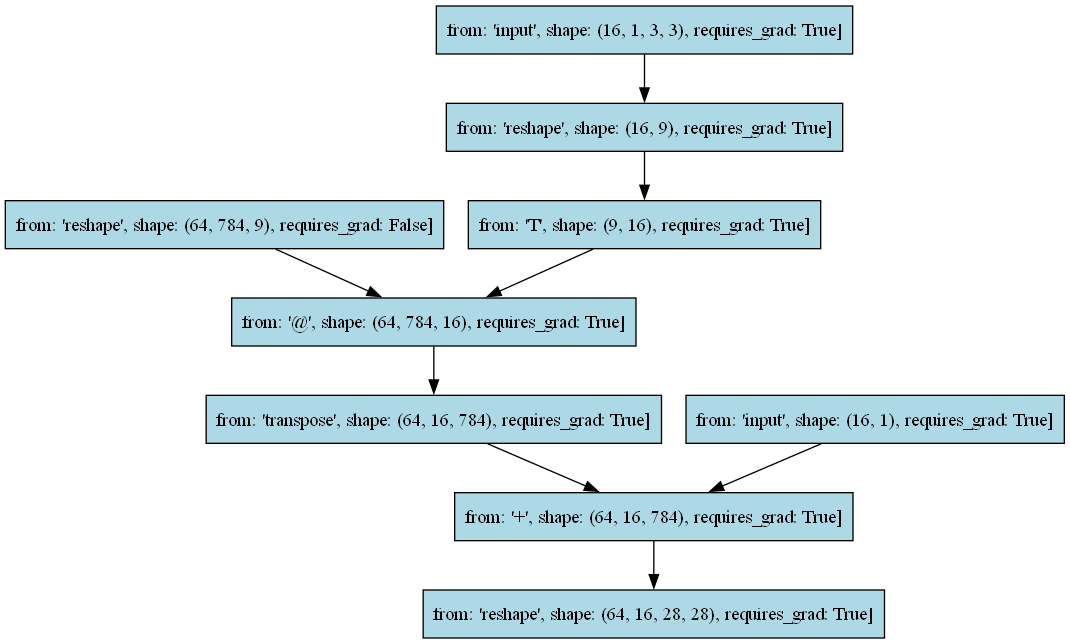 from: 'input', shape: (16, 1, 3, 3), requires_grad: True]
from: 'reshape', shape: (16, 9), requires_grad: True]
from: 'reshape', shape: (64, 784, 9), requires_grad: False]
from: 'T', shape: (9, 16), requires_grad: True]
from: '@', shape: (64, 784, 16), requires_grad: True]
from: 'transpose', shape: (64, 16, 784), requires_grad: True]
from: 'input', shape: (16, 1), requires_grad: True]
from: '+', shape: (64, 16, 784), requires_grad: True]
from: 'reshape', shape: (64, 16, 28, 28), requires_grad: True]